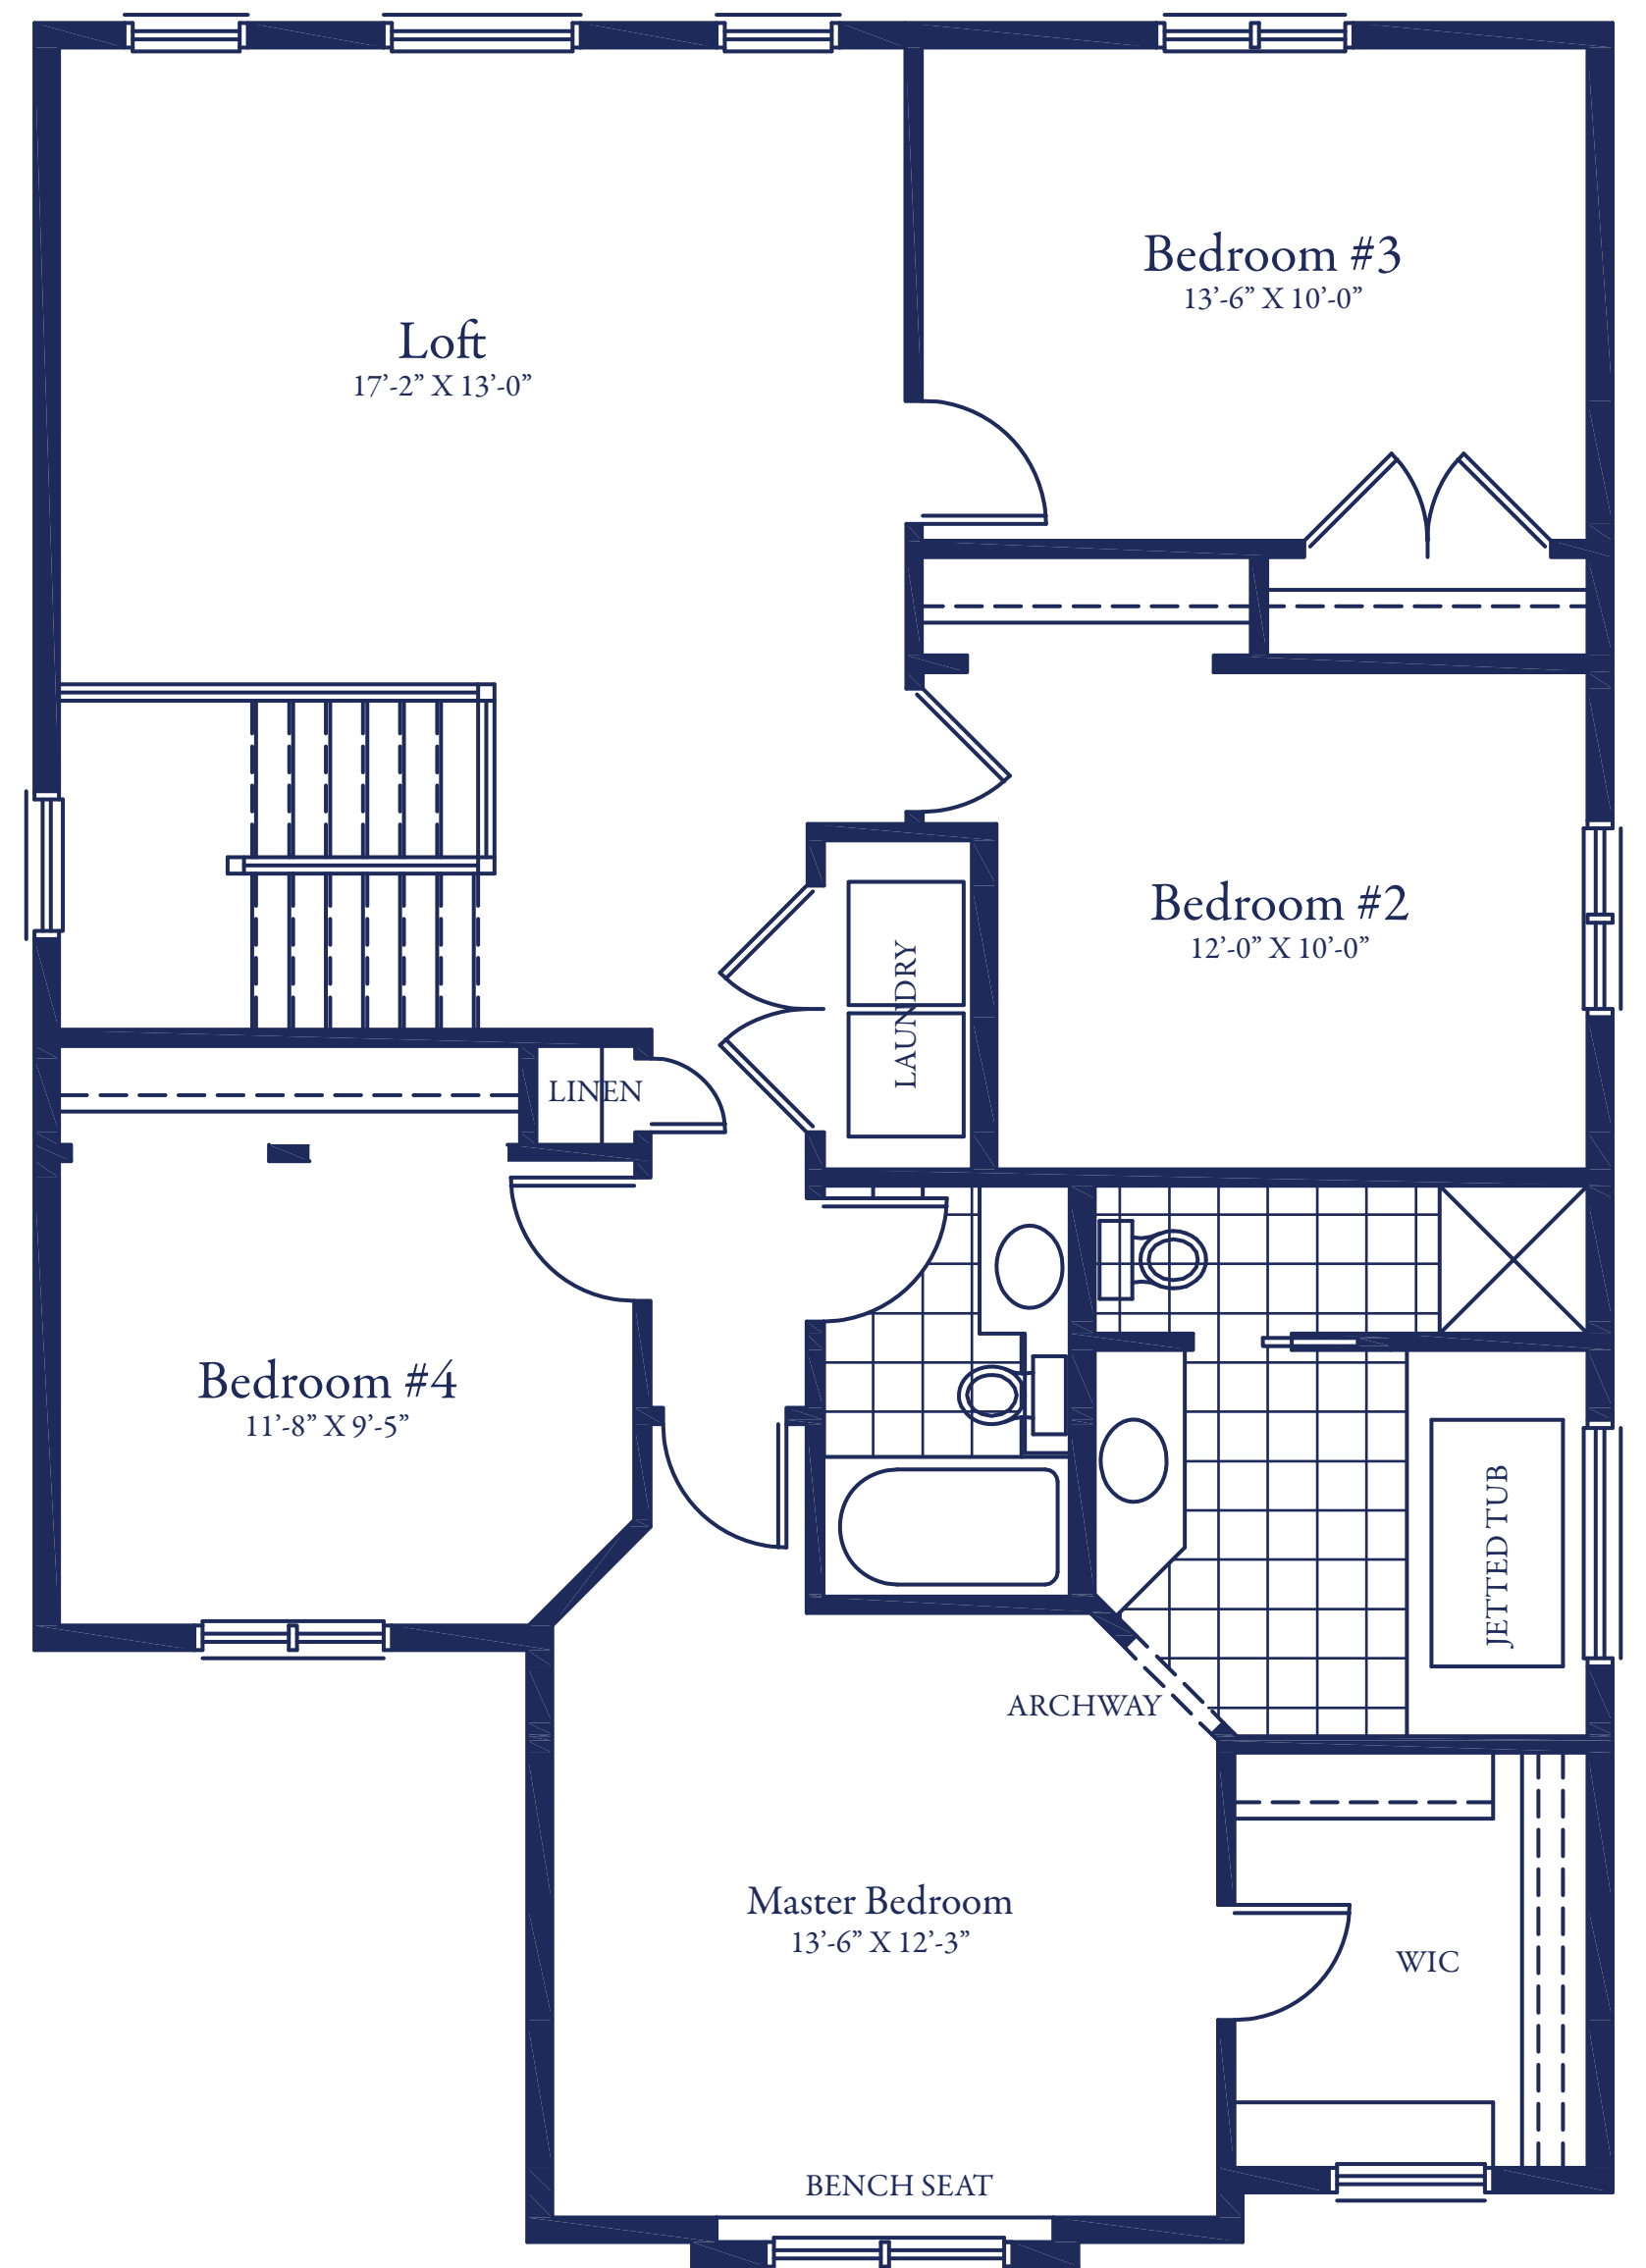 Bedroom #3
13’-6” X 10’-0”
Loft
17’-2” X 13’-0”
Bedroom #2
12’-0” X 10’-0”
LAUNDRY
LINEN
Bedroom #4
11’-8” X 9’-5”
JETTED TUB
ARCHWAY
Master Bedroom
13’-6” X 12’-3”
WIC
BENCH SEAT